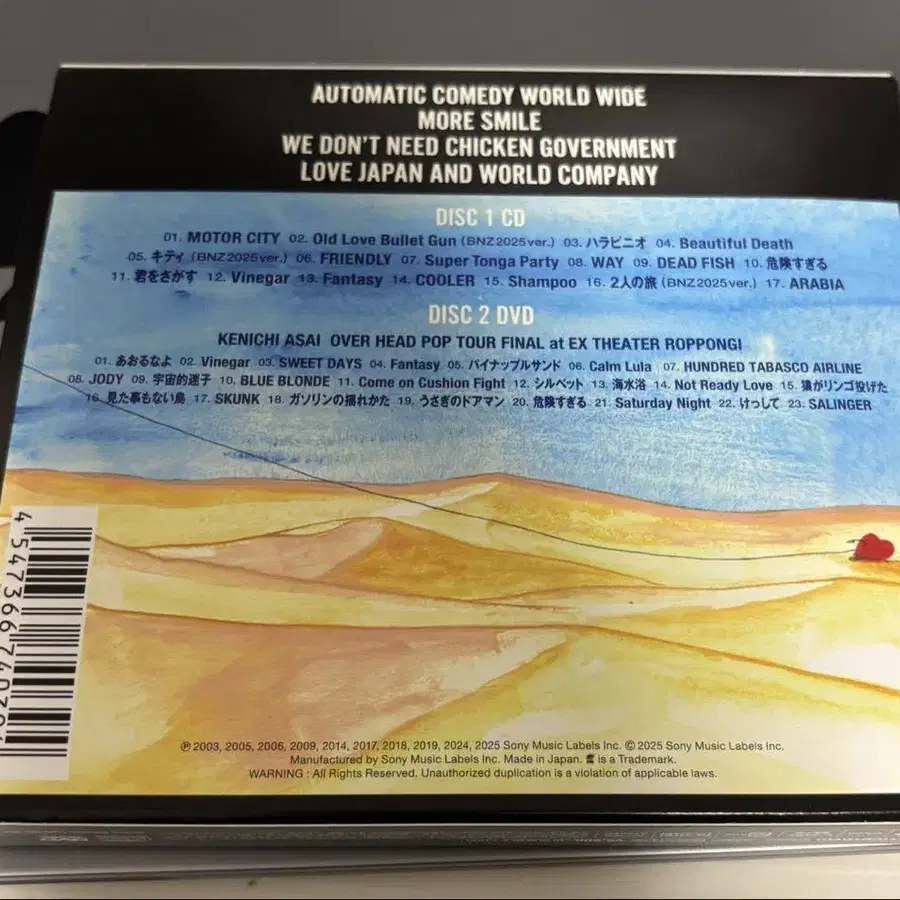 AUTOMATIC COMEDY WORLD WIDE
MORE SMILE
WE DON'T NEED CHICKEN GOVERNMENT
LOVE JAPAN AND WORLD COMPANY
DISC 1 CD
01. MOTOR CITY 02. Old Love Bullet Gun (BNZ2025ver.) 03. ハラピニオ 04. Beautiful Death
05. キティ (BNZ2025ver.) 06. FRIENDLY 07. Super Tonga Party 08. WAY 09. DEAD FISH 10. 危険すぎる
11. 君をさがす 12. Vinegar 13. Fantasy 14. COOLER 15. Shampoo 16. 2人の旅 (BNZ2025ver.) 17. ARABIA
DISC 2 DVD
KENICHI ASAI OVER HEAD POP TOUR FINAL at EX THEATER ROPPONGI
01. あおるなよ 02. Vinegar 03. SWEET DAYS 04. Fantasy 05. パイナップルサンド 06. Calm Lula 07. HUNDRED TABASCO AIRLINE
08. JODY 09. 宇宙的迷子 10. BLUE BLONDE 11. Come on Cushion Fight 12. シルベット 13. 海水浴 14. Not Ready Love 15. 猿がリンゴ投げた
16. 見た事もない島 17. SKUNK 18. ガソリンの揺れかた 19. うさぎのドアマン 20. 危険すぎる 21. Saturday Night 22. けっして 23. SALINGER
℗ 2003, 2005, 2006, 2009, 2014, 2017, 2018, 2019, 2024, 2025 Sony Music Labels Inc. © 2025 Sony Music Labels Inc.
Manufactured by Sony Music Labels Inc. Made in Japan. is a Trademark.
WARNING : All Rights Reserved. Unauthorized duplication is a violation of applicable laws.